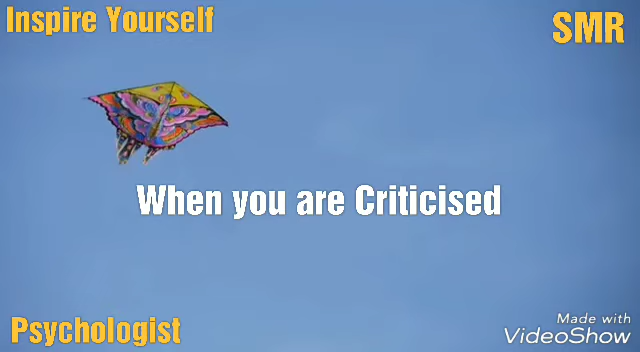 Inspire Yourself
SMR
When you are Criticised
Psychologist
Made with
VideoShow